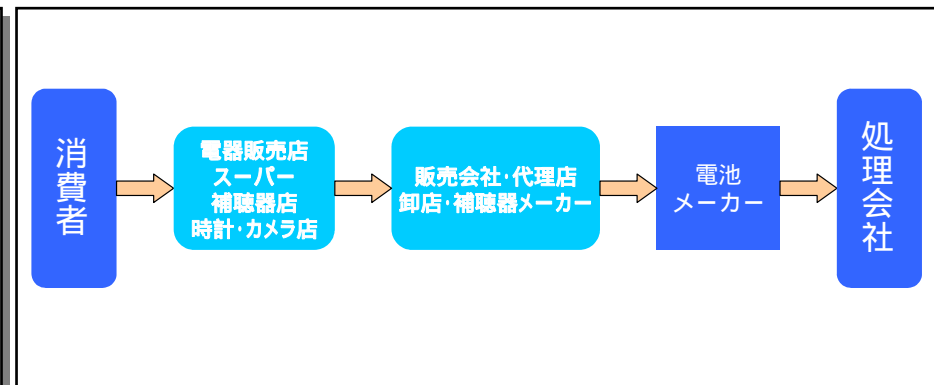 消費者
電器販売店
スーパー
補聴器店
時計・カメラ店
販売会社・代理店
卸店・補聴器メーカー
電池
メーカー
処理会社